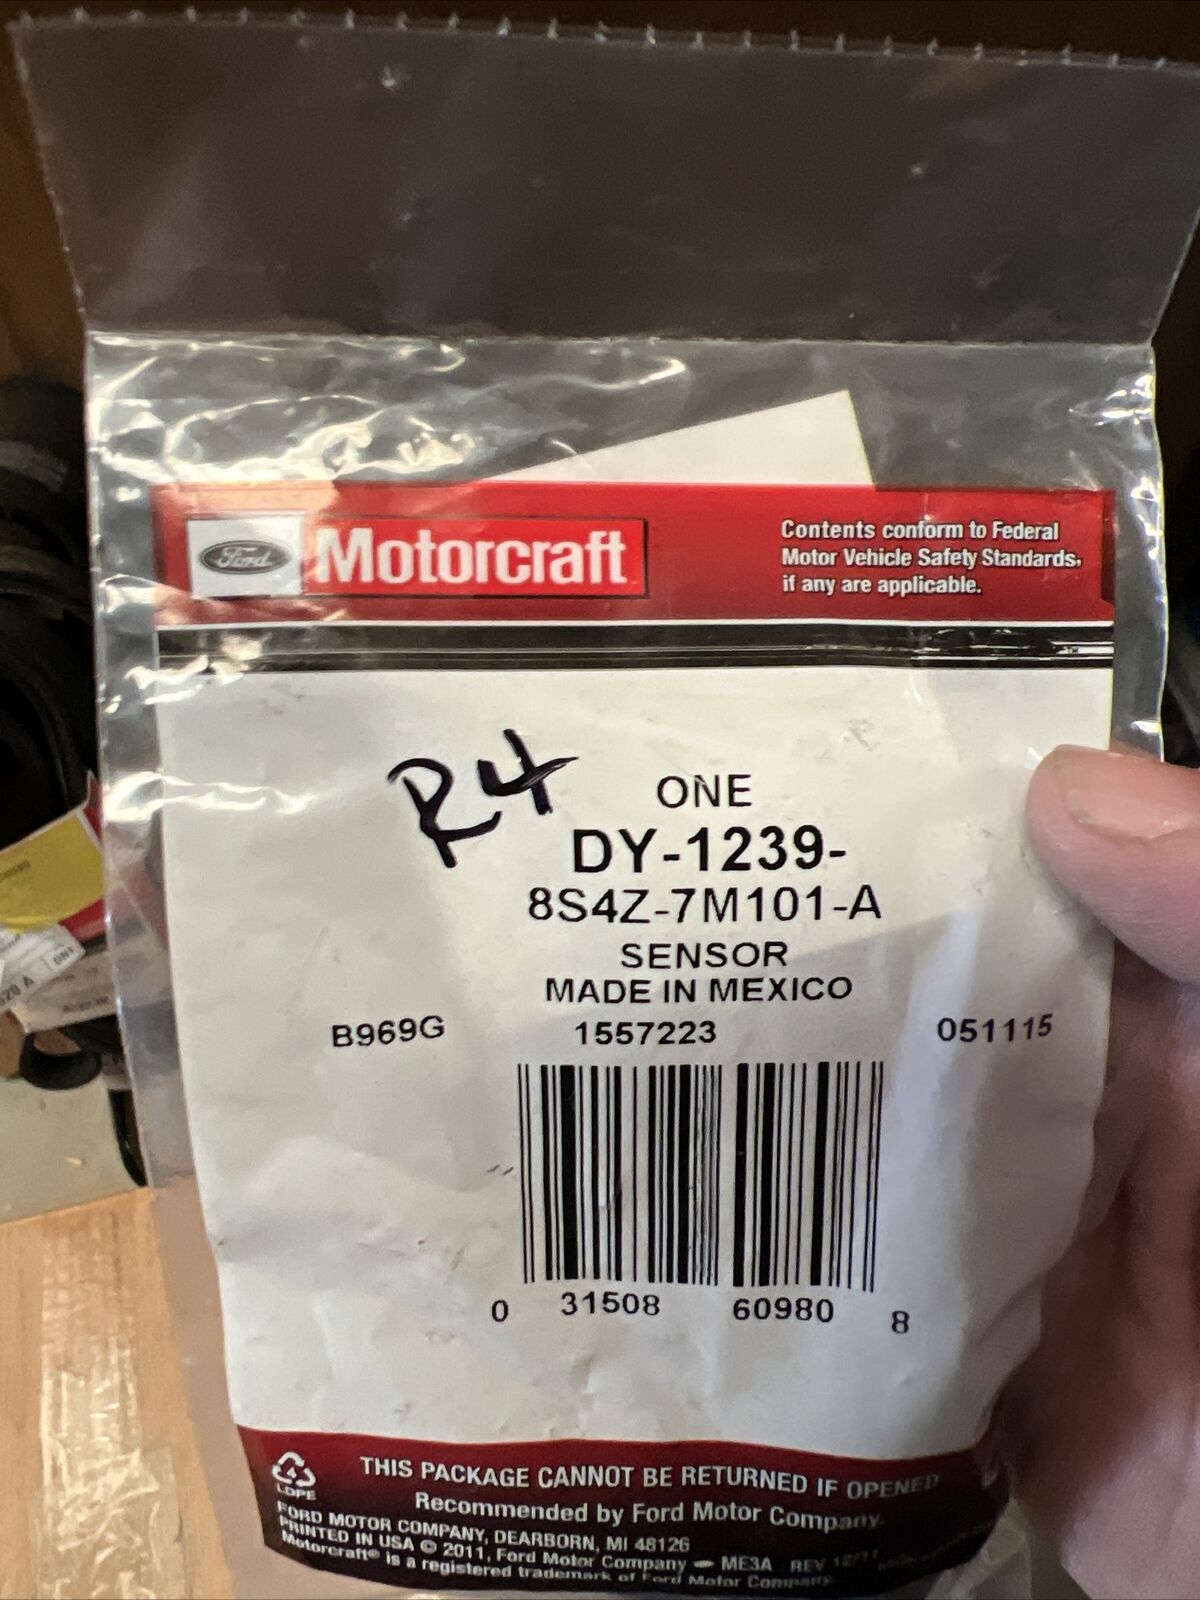 Ford Motorcraft
Contents conform to Federal
Motor Vehicle Safety Standards,
if any are applicable.
R4
ONE
DY-1239-
8S4Z-7M101-A
SENSOR
MADE IN MEXICO
B969G 1557223 051115
0 31508 60980 8
THIS PACKAGE CANNOT BE RETURNED IF OPENED
Recommended by Ford Motor Company.
4
LDPE
FORD MOTOR COMPANY, DEARBORN, MI 48126
PRINTED IN USA © 2011, Ford Motor Company — ME3A REV
Motorcraft® is a registered trademark of Ford Motor Company